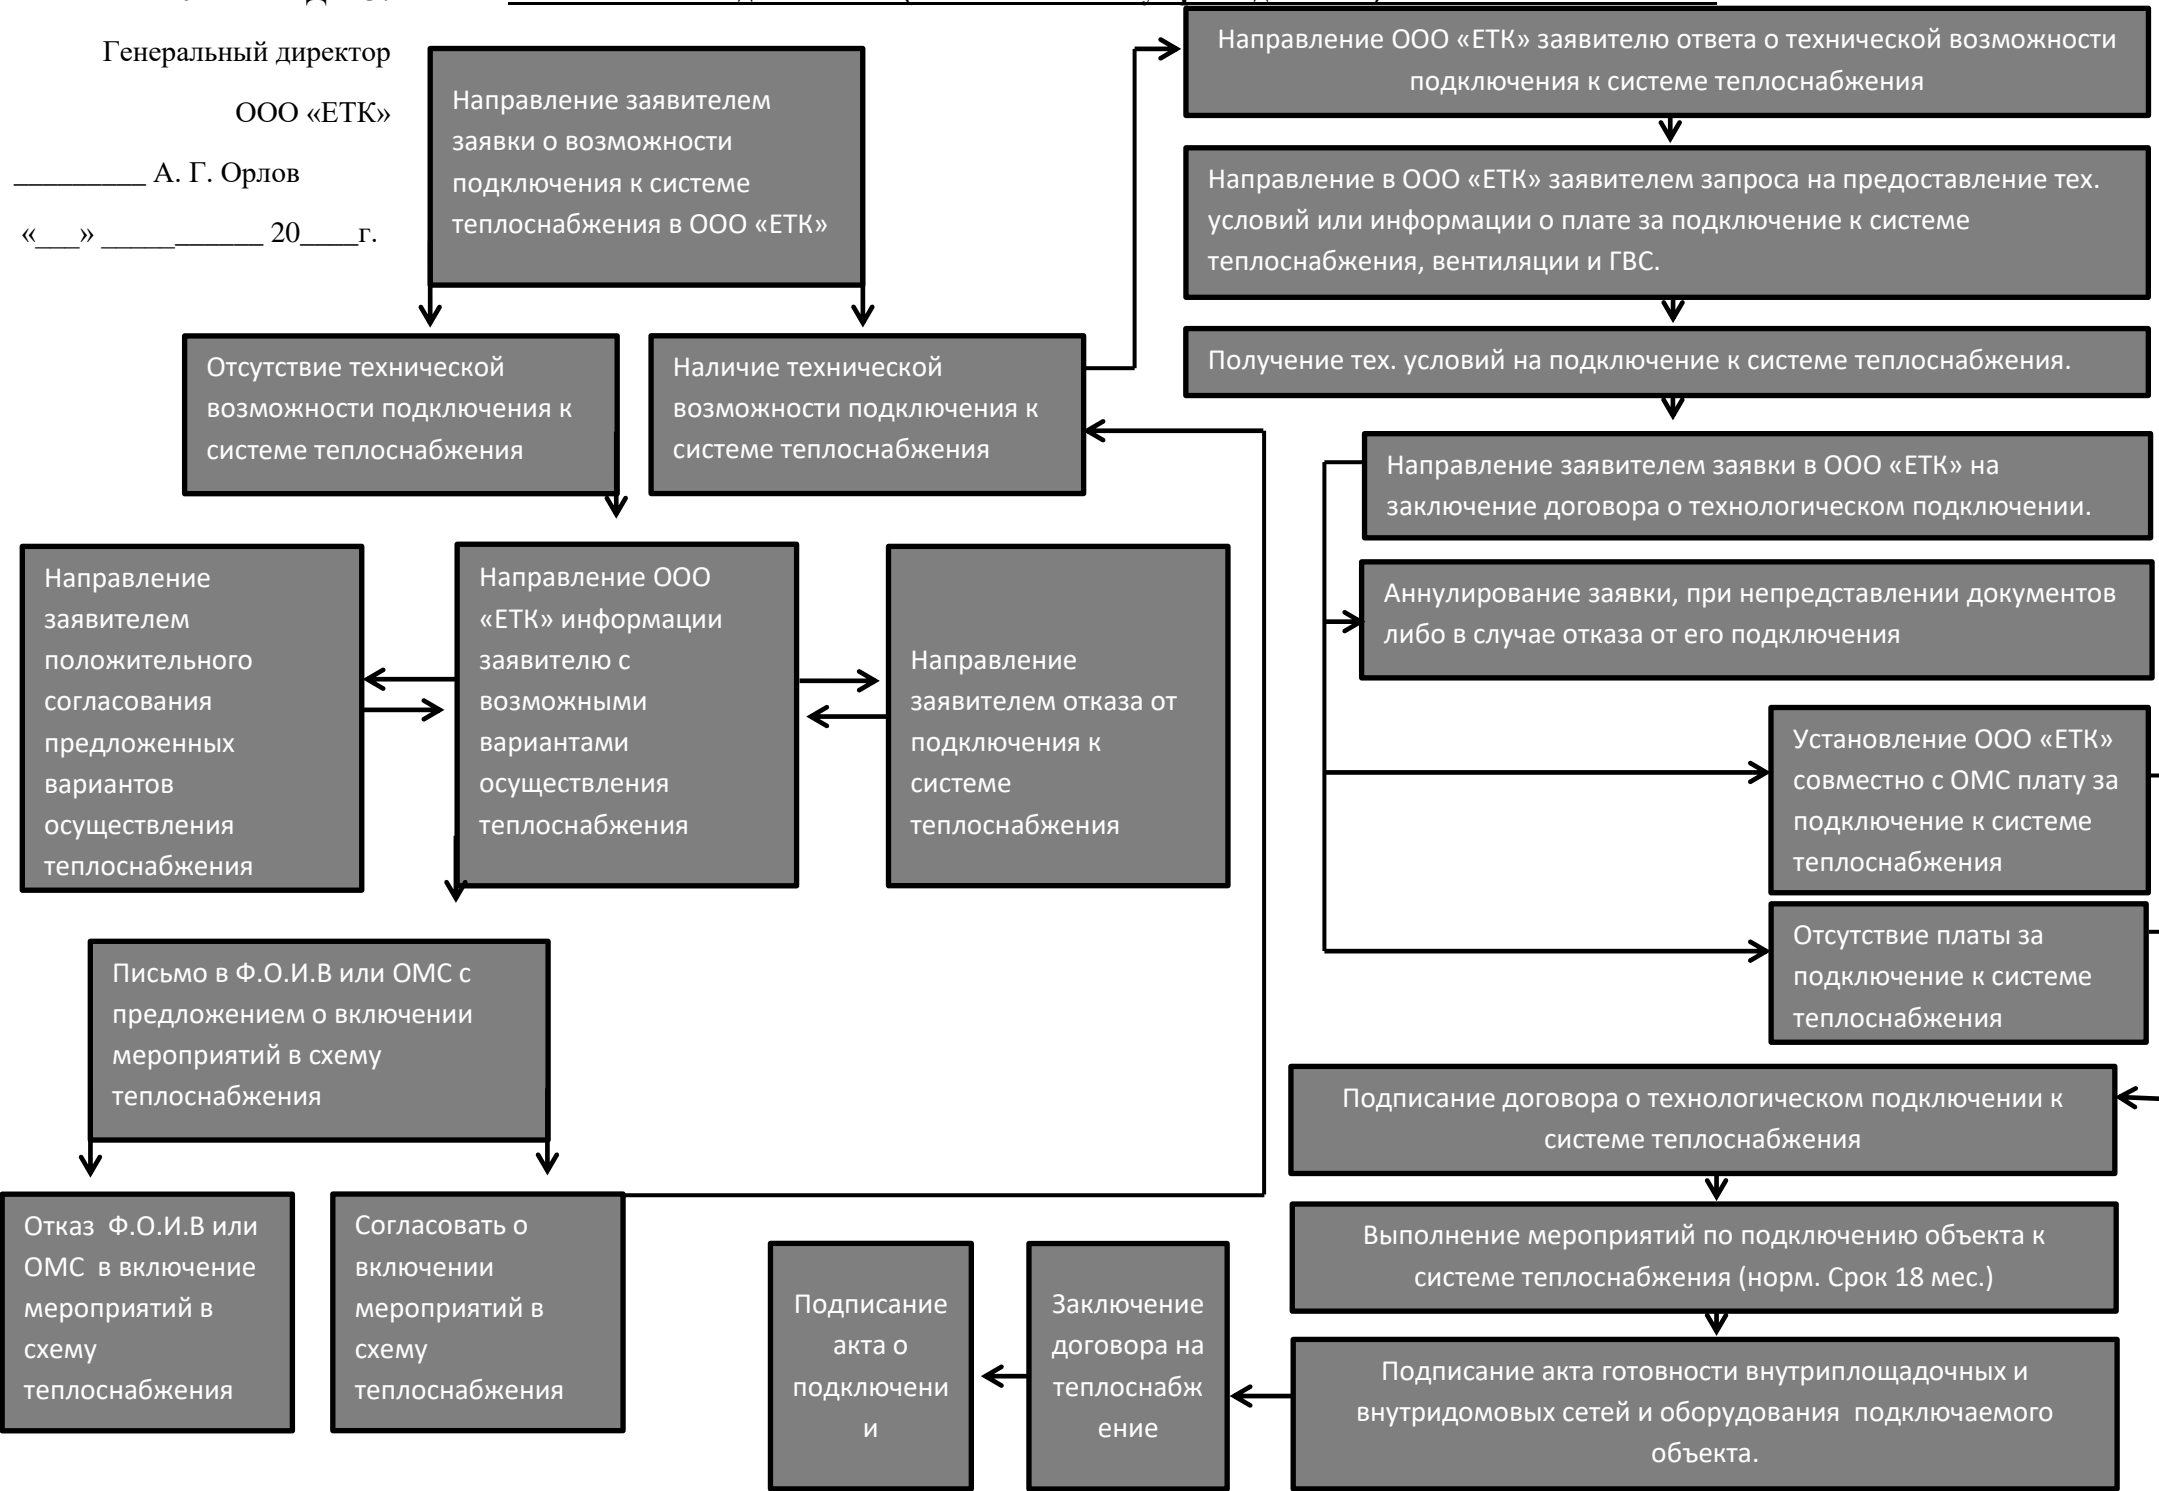 Генеральный директор
ООО «ЕТК»
_________ А. Г. Орлов
«___» ___________ 20____г.
Направление заявителем
заявки о возможности
подключения к системе
теплоснабжения в ООО «ЕТК»
Направление ООО «ЕТК» заявителю ответа о технической возможности
подключения к системе теплоснабжения
Направление в ООО «ЕТК» заявителем запроса на предоставление тех.
условий или информации о плате за подключение к системе
теплоснабжения, вентиляции и ГВС.
Получение тех. условий на подключение к системе теплоснабжения.
Отсутствие технической
возможности подключения к
системе теплоснабжения
Наличие технической
возможности подключения к
системе теплоснабжения
Направление заявителем заявки в ООО «ЕТК» на
заключение договора о технологическом подключении.
Аннулирование заявки, при непредставлении документов
либо в случае отказа от его подключения
Направление
заявителем
положительного
согласования
предложенных
вариантов
осуществления
теплоснабжения
Направление ООО
«ЕТК» информации
заявителю с
возможными
вариантами
осуществления
теплоснабжения
Направление
заявителем отказа от
подключения к
системе
теплоснабжения
Установление ООО «ЕТК»
совместно с ОМС плату за
подключение к системе
теплоснабжения
Отсутствие платы за
подключение к системе
теплоснабжения
Письмо в Ф.О.И.В или ОМС с
предложением о включении
мероприятий в схему
теплоснабжения
Отказ  Ф.О.И.В или
ОМС  в включение
мероприятий в
схему
теплоснабжения
Согласовать о
включении
мероприятий в
схему
теплоснабжения
Подписание договора о технологическом подключении к
системе теплоснабжения
Выполнение мероприятий по подключению объекта к
системе теплоснабжения (норм. Срок 18 мес.)
Подписание акта готовности внутриплощадочных и
внутридомовых сетей и оборудования  подключаемого
объекта.
Заключение
договора на
теплоснабж
ение
Подписание
акта о
подключени
и